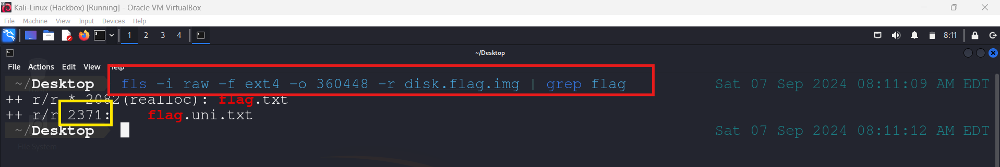 Kali-Linux (Hackbox) [Running] - Oracle VM VirtualBox
File Machine View Input Devices Help
1 2 3 4 8:11
~/Desktop
File Actions Edit View Help
~/Desktop fls -i raw -f ext4 -o 360448 -r disk.flag.img | grep flag Sat 07 Sep 2024 08:11:09 AM EDT
++ r/r * 2082(realloc): flag.txt
++ r/r 2371: flag.uni.txt
~/Desktop Sat 07 Sep 2024 08:11:12 AM EDT
File System